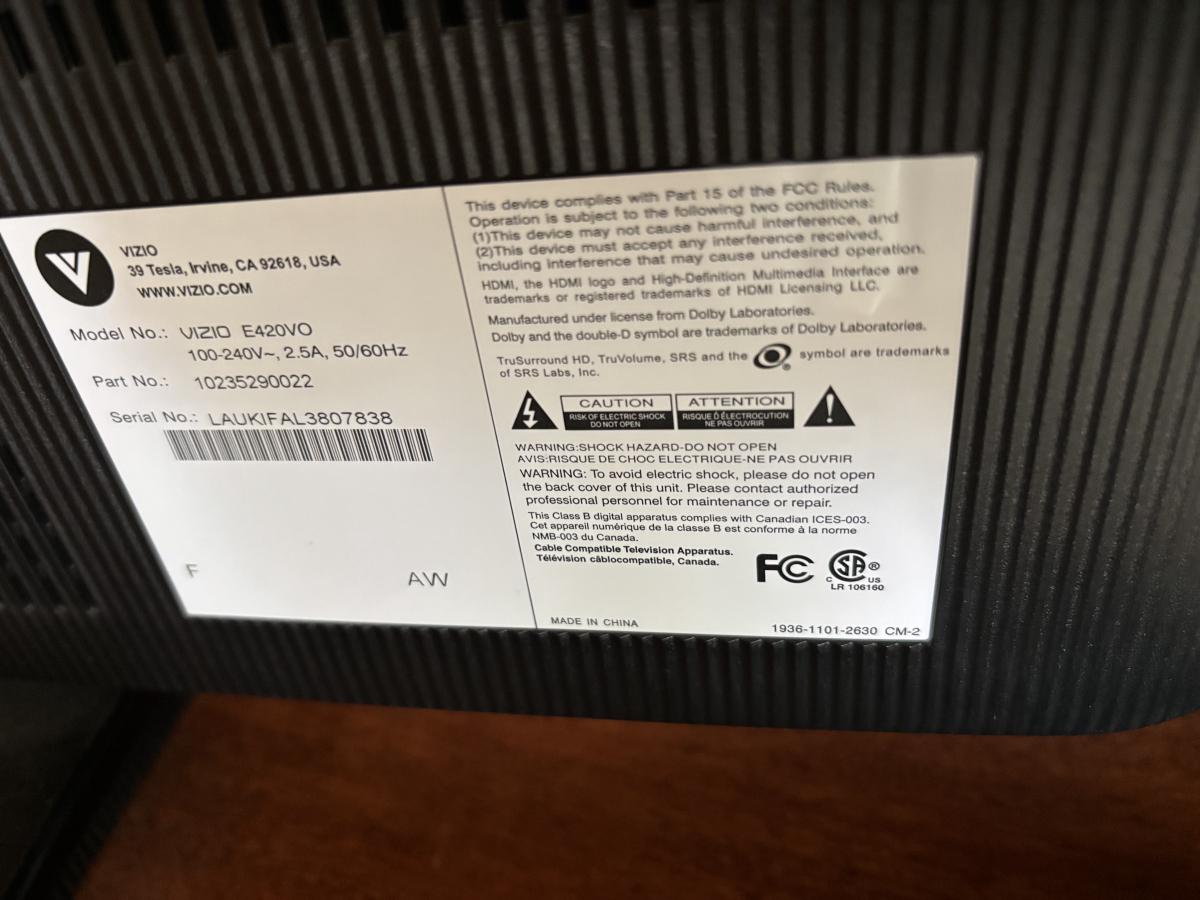 VIZIO
39 Tesla, Irvine, CA 92618, USA
WWW.VIZIO.COM
Model No.: VIZIO E420VO
100-240V~, 2.5A, 50/60Hz
Part No.: 10235290022
Serial No.: LAUKIFAL3807838
F
AW
This device complies with Part 15 of the FCC Rules.
Operation is subject to the following two conditions:
(1)This device may not cause harmful interference, and
(2)This device must accept any interference received,
including interference that may cause undesired operation.
HDMI, the HDMI logo and High-Definition Multimedia Interface are
trademarks or registered trademarks of HDMI Licensing LLC.
Manufactured under license from Dolby Laboratories.
Dolby and the double-D symbol are trademarks of Dolby Laboratories.
TruSurround HD, TruVolume, SRS and the ® symbol are trademarks
of SRS Labs, Inc.
CAUTION
RISK OF ELECTRIC SHOCK
DO NOT OPEN
ATTENTION
RISQUE D'ÉLECTROCUTION
NE PAS OUVRIR
WARNING:SHOCK HAZARD-DO NOT OPEN
AVIS:RISQUE DE CHOC ELECTRIQUE-NE PAS OUVRIR
WARNING: To avoid electric shock, please do not open
the back cover of this unit. Please contact authorized
professional personnel for maintenance or repair.
This Class B digital apparatus complies with Canadian ICES-003.
Cet appareil numérique de la classe B est conforme à la norme
NMB-003 du Canada.
Cable Compatible Television Apparatus.
Télévision câblocompatible, Canada.
FC
C SA ® US
LR 106160
MADE IN CHINA
1936-1101-2630 CM-2